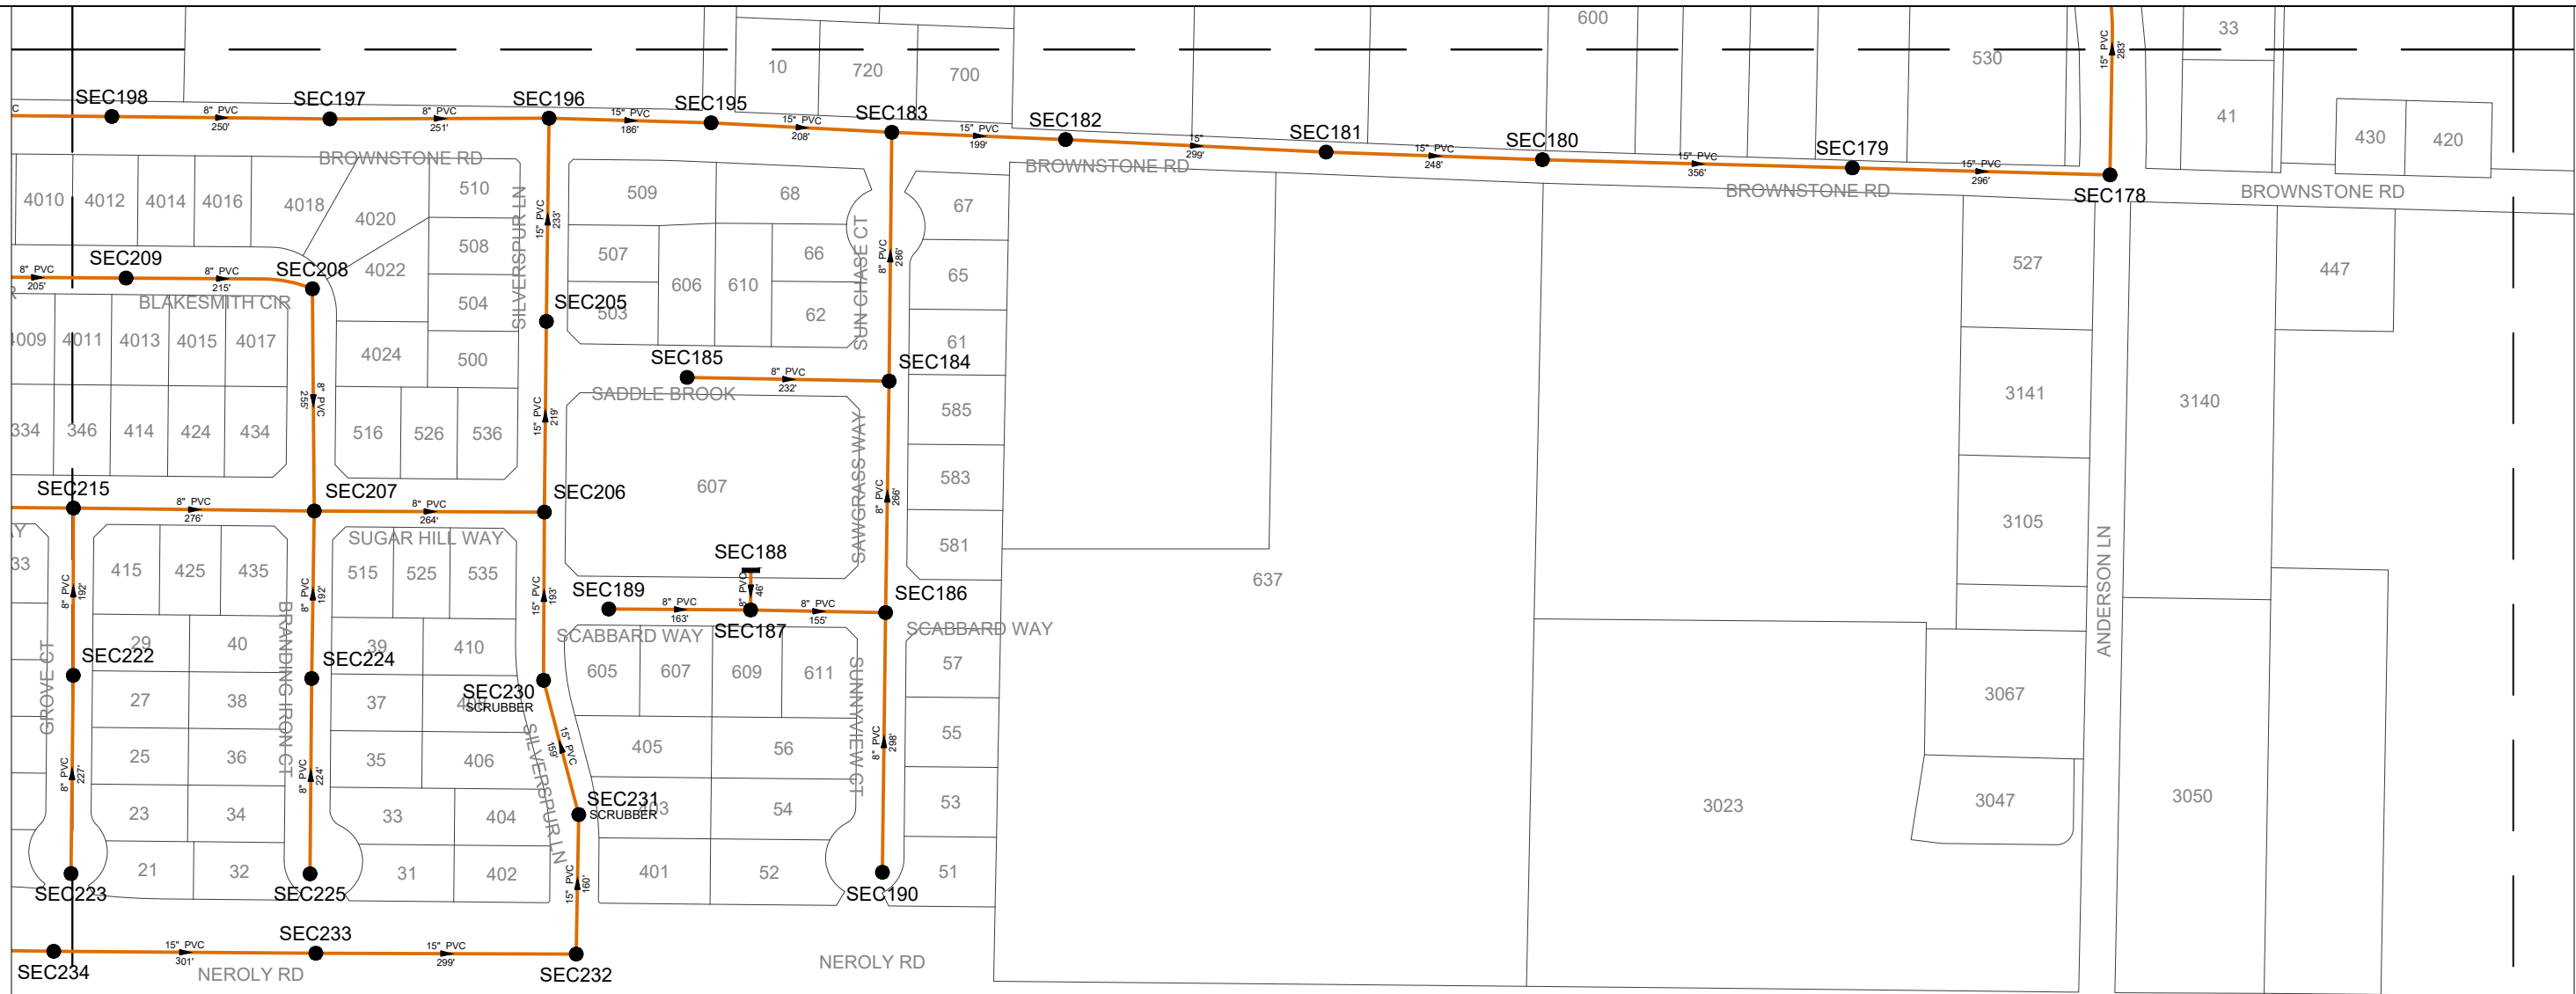 600
33
530
15" PVC
283'
10
720
700
41
430
420
C
SEC198
8" PVC
250'
SEC197
8" PVC
251'
SEC196
15" PVC
186'
SEC195
15" PVC
208'
SEC183
15" PVC
199'
SEC182
15"
299'
SEC181
15" PVC
248'
SEC180
15" PVC
356'
SEC179
15" PVC
296'
SEC178
BROWNSTONE RD
BROWNSTONE RD
BROWNSTONE RD
BROWNSTONE RD
4010
4012
4014
4016
4018
4020
510
508
4022
504
4024
500
SILVERSPUR LN
15" PVC
233'
509
68
507
606
610
66
503
62
SUN CHASE CT
8" PVC
286'
67
65
61
527
447
8" PVC
205'
SEC209
8" PVC
215'
SEC208
BLAKESMITH CIR
R
4009
4011
4013
4015
4017
8" PVC
255'
SEC205
SEC185
8" PVC
232'
SEC184
SADDLE BROOK
334
346
414
424
434
516
526
536
15" PVC
219'
607
SAWGRASS WAY
8" PVC
266'
585
583
581
3141
3140
3105
637
SEC215
8" PVC
276'
SEC207
8" PVC
264'
SEC206
SUGAR HILL WAY
33
415
425
435
515
525
535
8" PVC
192'
8" PVC
192'
15" PVC
193'
SEC188
8" PVC
46'
SEC189
8" PVC
163'
SEC187
8" PVC
155'
SEC186
SCABBARD WAY
SCABBARD WAY
ANDERSON LN
29
40
39
410
605
607
609
611
57
SEC222
SEC224
SEC230
SCRUBBER
GROVE CT
BRANDING IRON CT
SILVERSPUR LN
SUNNYVIEW CT
27
38
37
25
36
35
406
405
56
55
3067
8" PVC
227'
8" PVC
224'
15" PVC
159'
8" PVC
298'
SEC231
SCRUBBER
23
34
33
404
403
54
53
3023
3047
3050
21
32
31
402
401
52
51
15" PVC
160'
SEC223
SEC225
SEC190
SEC234
15" PVC
301'
SEC233
15" PVC
299'
SEC232
NEROLY RD
NEROLY RD